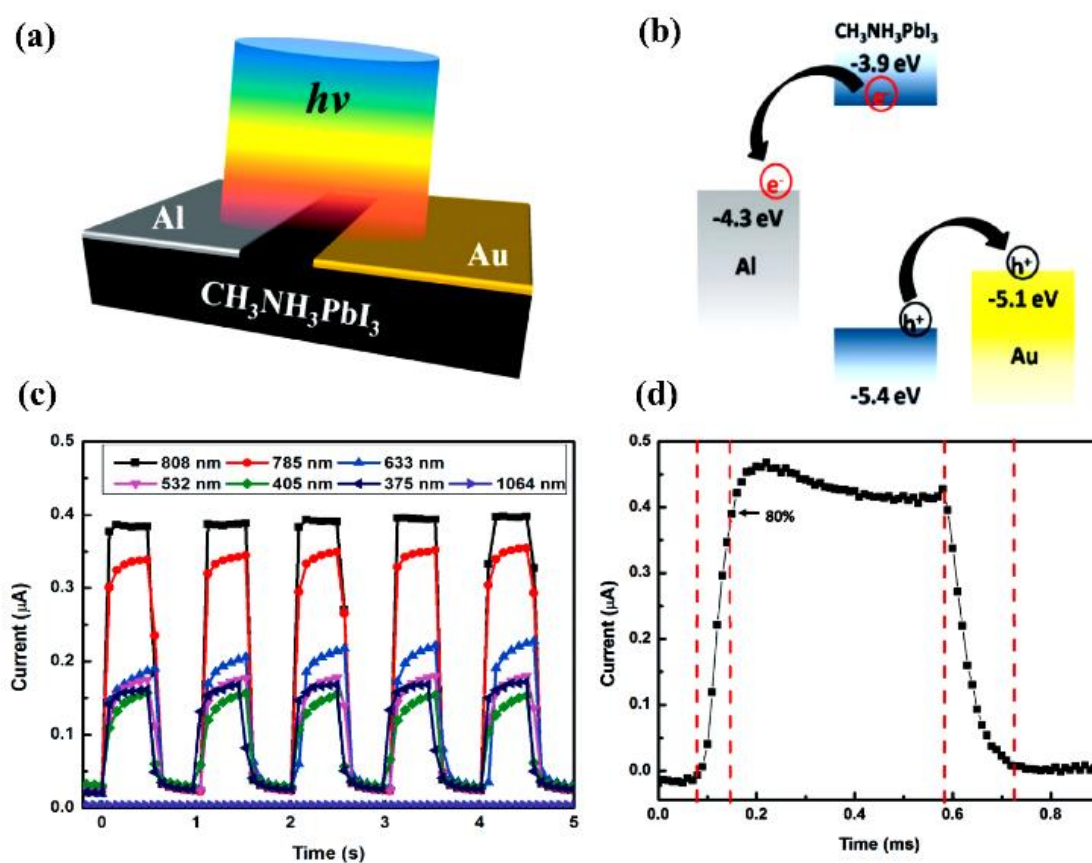 (a)
hν
Al
Au
CH₃NH₃PbI₃
(b)
CH₃NH₃PbI₃
-3.9 eV
e⁻
e⁻
-4.3 eV
Al
h⁺
-5.1 eV
h⁺
Au
-5.4 eV
(c)
0.5
0.4
0.3
0.2
0.1
0.0
Current (μA)
808 nm 785 nm 633 nm
532 nm 405 nm 375 nm 1064 nm
0 1 2 3 4 5
Time (s)
(d)
0.5
0.4
0.3
0.4
0.1
0.0
Current (μA)
80%
0.0 0.2 0.4 0.6 0.8
Time (ms)